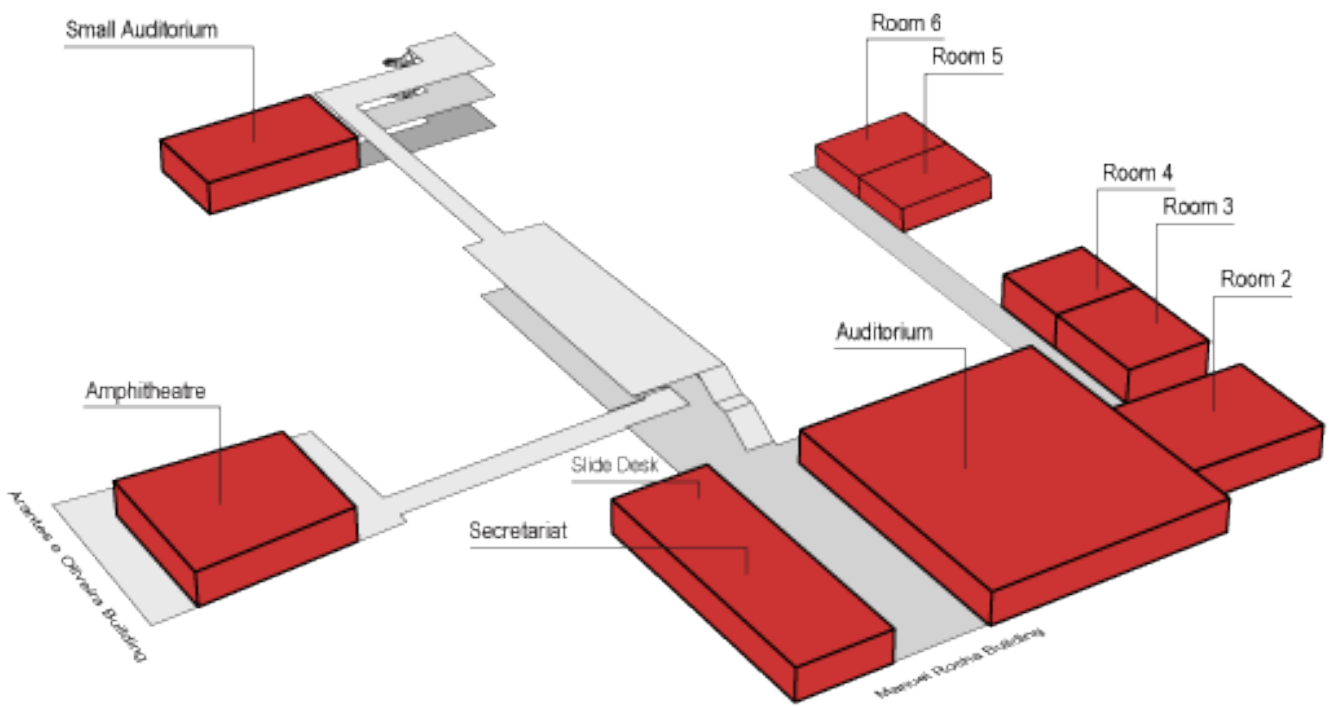 Small Auditorium
Room 6
Room 5
Room 4
Room 3
Room 2
Auditorium
Amphitheatre
Slide Desk
Secretariat
Arantes e Oliveira Building
Manuel Rocha Building